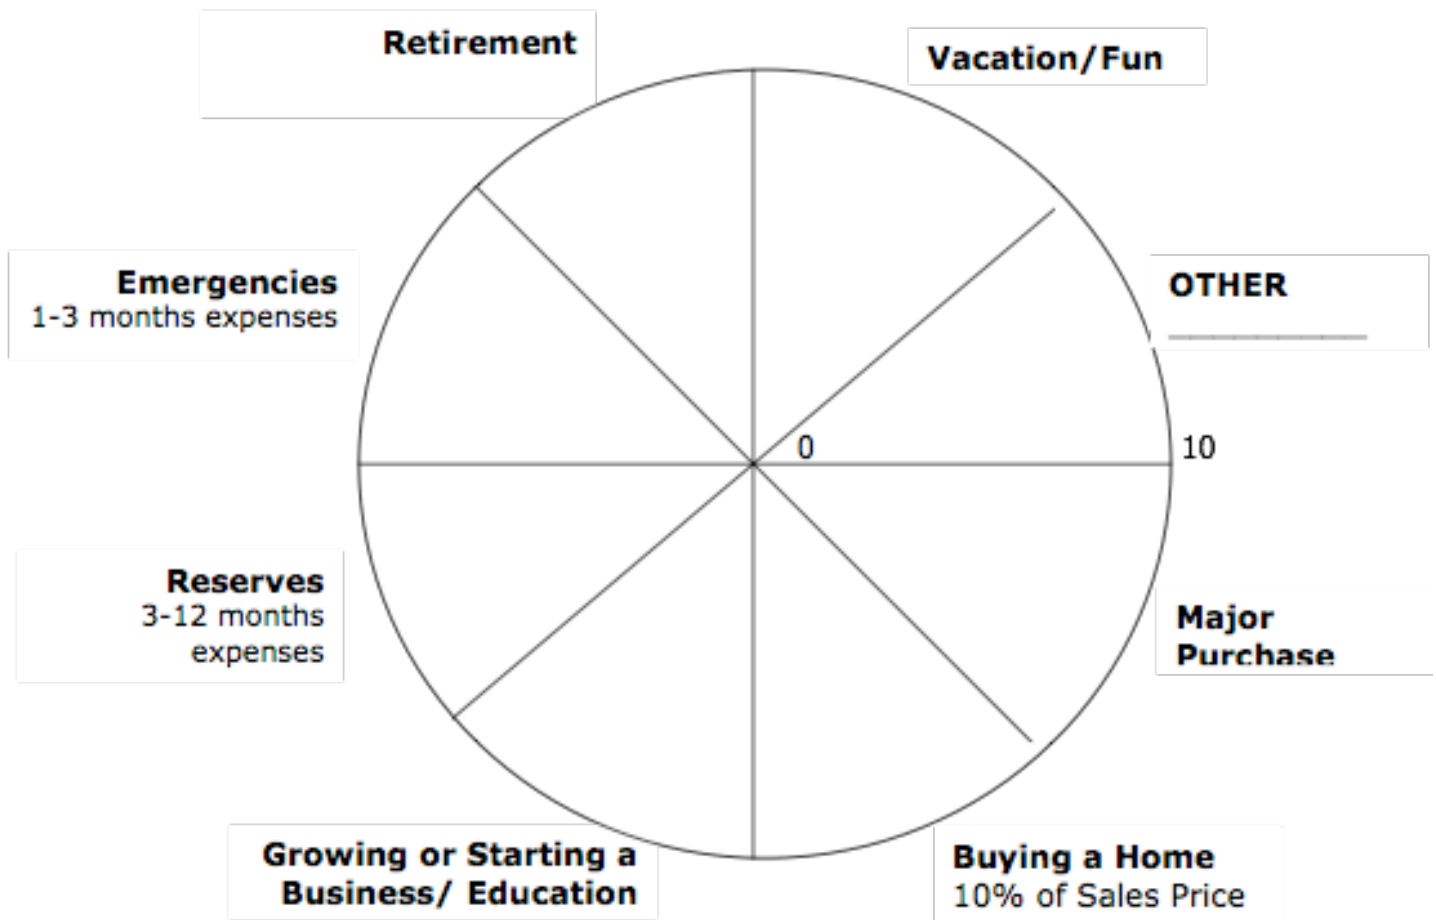 Retirement
Vacation/Fun
Emergencies
1-3 months expenses
OTHER
____________
0
10
Reserves
3-12 months
expenses
Major
Purchase
Growing or Starting a
Business/ Education
Buying a Home
10% of Sales Price